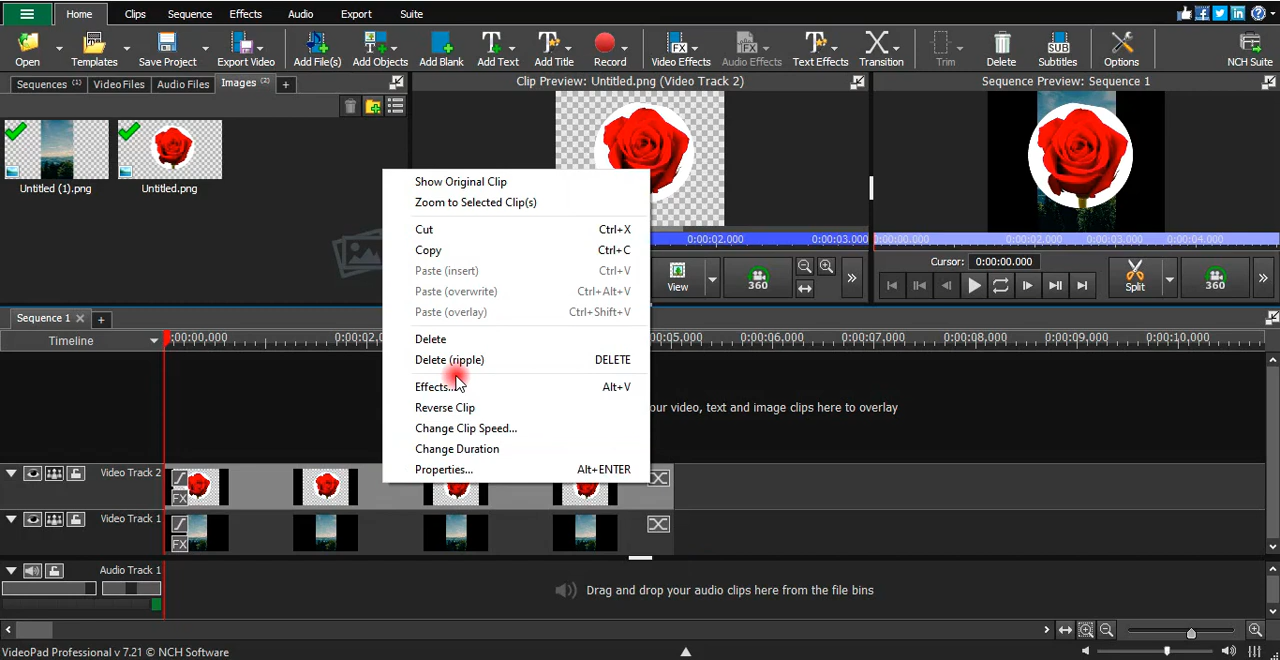 Home Clips Sequence Effects Audio Export Suite
Open Templates Save Project Export Video Add File(s) Add Objects Add Blank Add Text Add Title Record Video Effects Audio Effects Text Effects Transition Trim Delete Subtitles Options NCH Suite
FX FX SUB
Sequences (1) Video Files Audio Files Images (2) +
Clip Preview: Untitled.png (Video Track 2)
Sequence Preview: Sequence 1
Untitled (1).png Untitled.png
0:00:02.000 0:00:03.000
0:00:00.000 0:00:02.000 0:00:03.000 0:00:04.000
Cursor: 0:00:00.000
View 360 Split 360
Show Original Clip
Zoom to Selected Clip(s)
Cut Ctrl+X
Copy Ctrl+C
Paste (insert) Ctrl+V
Paste (overwrite) Ctrl+Alt+V
Paste (overlay) Ctrl+Shift+V
Delete
Delete (ripple) DELETE
Effects... Alt+V
Reverse Clip
Change Clip Speed...
Change Duration
Properties... Alt+ENTER
Sequence 1 +
Timeline
:00:00,000 0:00:02,0 00:05,000 0:00:06,000 0:00:07,000 0:00:08,000 0:00:09,000 0:00:10,000
our video, text and image clips here to overlay
Video Track 2
FX
Video Track 1
FX
Audio Track 1
Drag and drop your audio clips here from the file bins
VideoPad Professional v 7.21 © NCH Software